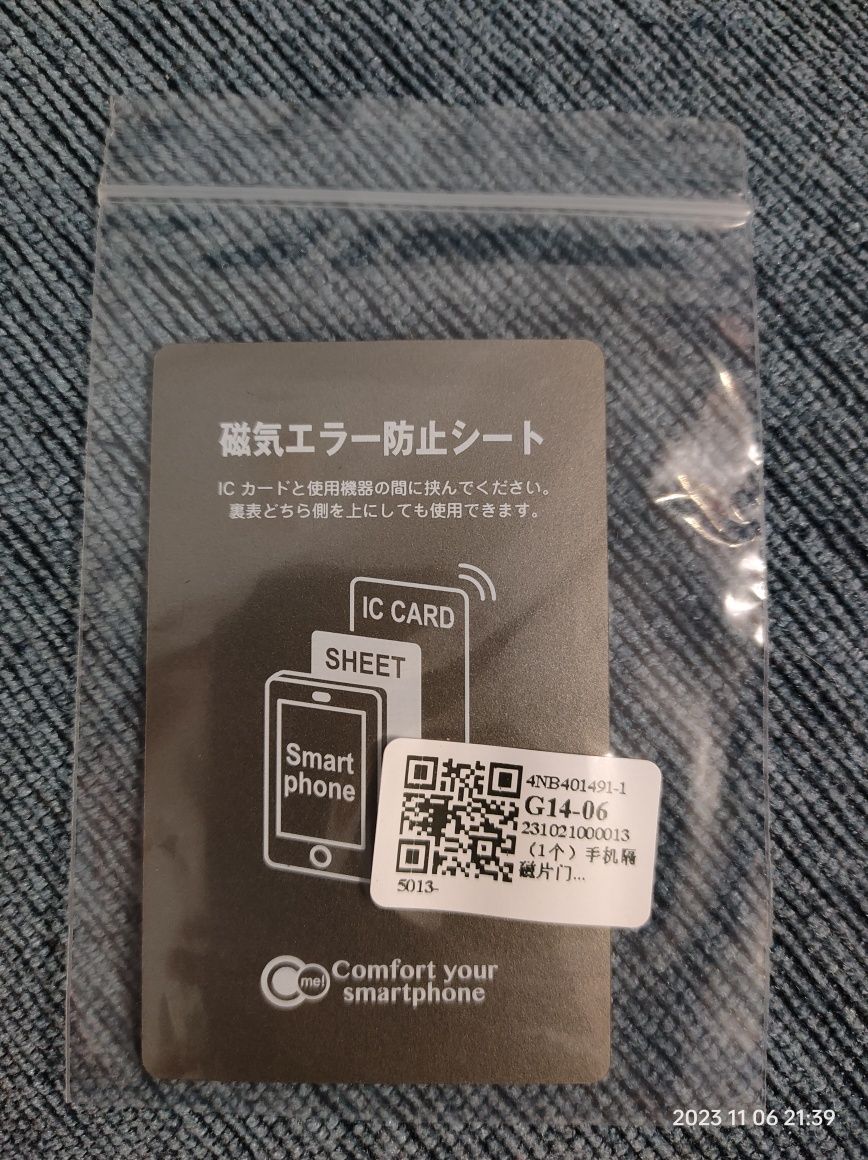 磁気エラー防止シート
IC カードと使用機器の間に挟んでください。
裏表どちら側を上にしても使用できます。
IC CARD
SHEET
Smart
phone
4NB401491-1
G14-06
231021000013
（1个）手机隔
磁片门...
5013-
Cme!
Comfort your
smartphone
2023 11 06 21:39